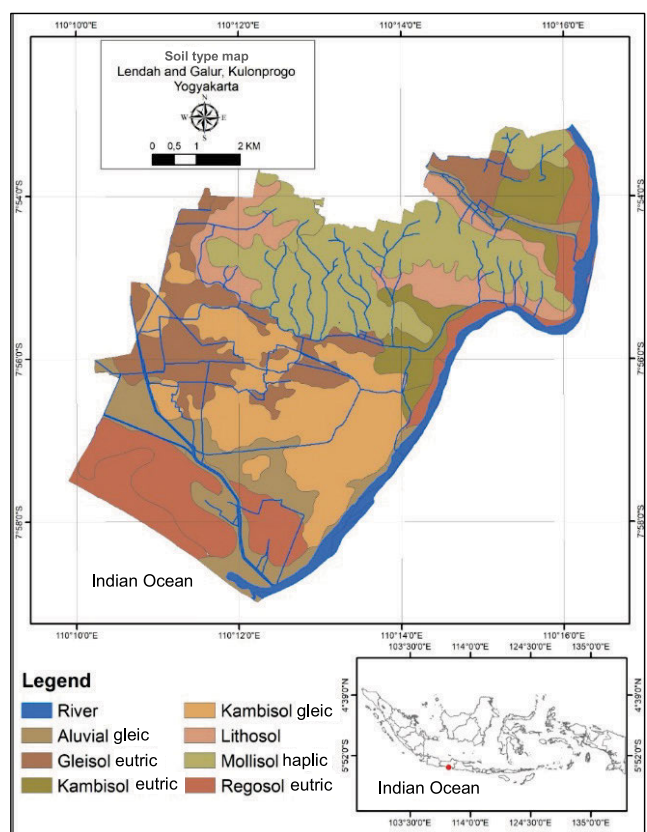 110°10'0"E 110°12'0"E 110°14'0"E 110°16'0"E
Soil type map
Lendah and Galur, Kulonprogo
Yogyakarta
N
W E
S
0 0,5 1 2 KM
7°54'0"S 7°54'0"S
7°56'0"S 7°56'0"S
7°58'0"S 7°58'0"S
Indian Ocean
110°10'0"E 110°12'0"E 110°14'0"E 110°16'0"E
Legend
River
Aluvial gleic
Gleisol eutric
Kambisol eutric
Kambisol gleic
Lithosol
Mollisol haplic
Regosol eutric
103°30'0"E 114°0'0"E 124°30'0"E 135°0'0"E
4°39'0"N 4°39'0"N
5°52'0"S 5°52'0"S
Indian Ocean
103°30'0"E 114°0'0"E 124°30'0"E 135°0'0"E